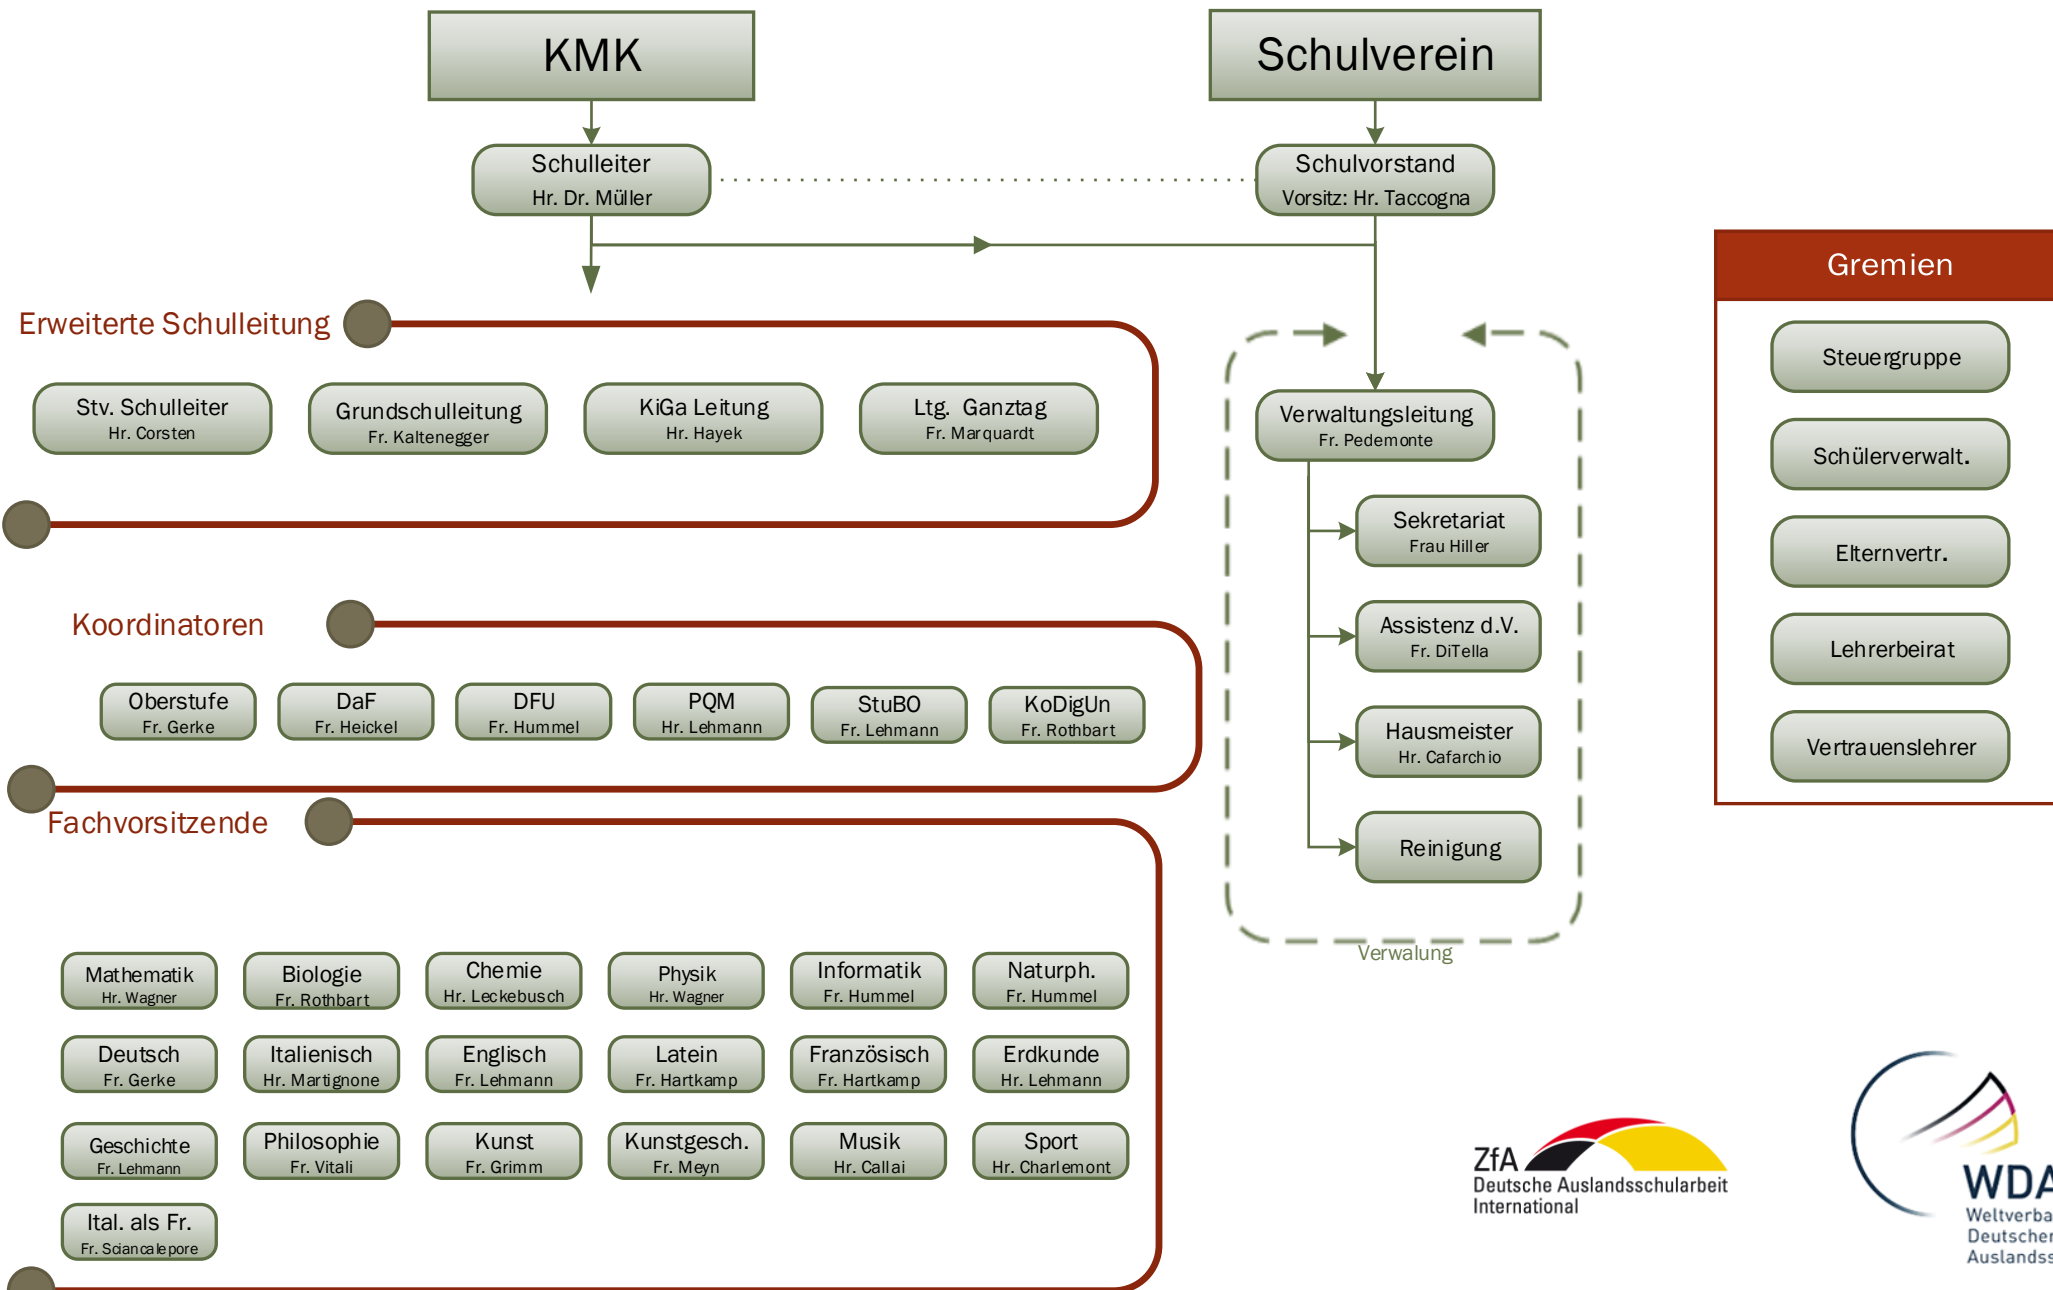 KMK
Schulverein
Schulleiter
Hr. Dr. Müller
Schulvorstand
Vorsitz: Hr. Taccogna
Erweiterte Schulleitung
Stv. Schulleiter
Hr. Corsten
Grundschulleitung
Fr. Kaltenegger
KiGa Leitung
Hr. Hayek
Ltg. Ganztag
Fr. Marquardt
Koordinatoren
Oberstufe
Fr. Gerke
DaF
Fr. Heickel
DFU
Fr. Hummel
PQM
Hr. Lehmann
StuBO
Fr. Lehmann
KoDigUn
Fr. Rothbart
Fachvorsitzende
Mathematik
Hr. Wagner
Biologie
Fr. Rothbart
Chemie
Hr. Leckebusch
Physik
Hr. Wagner
Informatik
Fr. Hummel
Naturph.
Fr. Hummel
Deutsch
Fr. Gerke
Italienisch
Hr. Martignone
Englisch
Fr. Lehmann
Latein
Fr. Hartkamp
Französisch
Fr. Hartkamp
Erdkunde
Hr. Lehmann
Geschichte
Fr. Lehmann
Philosophie
Fr. Vitali
Kunst
Fr. Grimm
Kunstgesch.
Fr. Meyn
Musik
Hr. Callai
Sport
Hr. Charlemont
Ital. als Fr.
Fr. Sciancalepore
Verwaltungsleitung
Fr. Pedemonte
Sekretariat
Frau Hiller
Assistenz d.V.
Fr. DiTella
Hausmeister
Hr. Cafarchio
Reinigung
Verwalung
Gremien
Steuergruppe
Schülerverwalt.
Elternvertr.
Lehrerbeirat
Vertrauenslehrer
ZfA
Deutsche Auslandsschularbeit
International
WDA
Weltverba
Deutscher
Auslandss